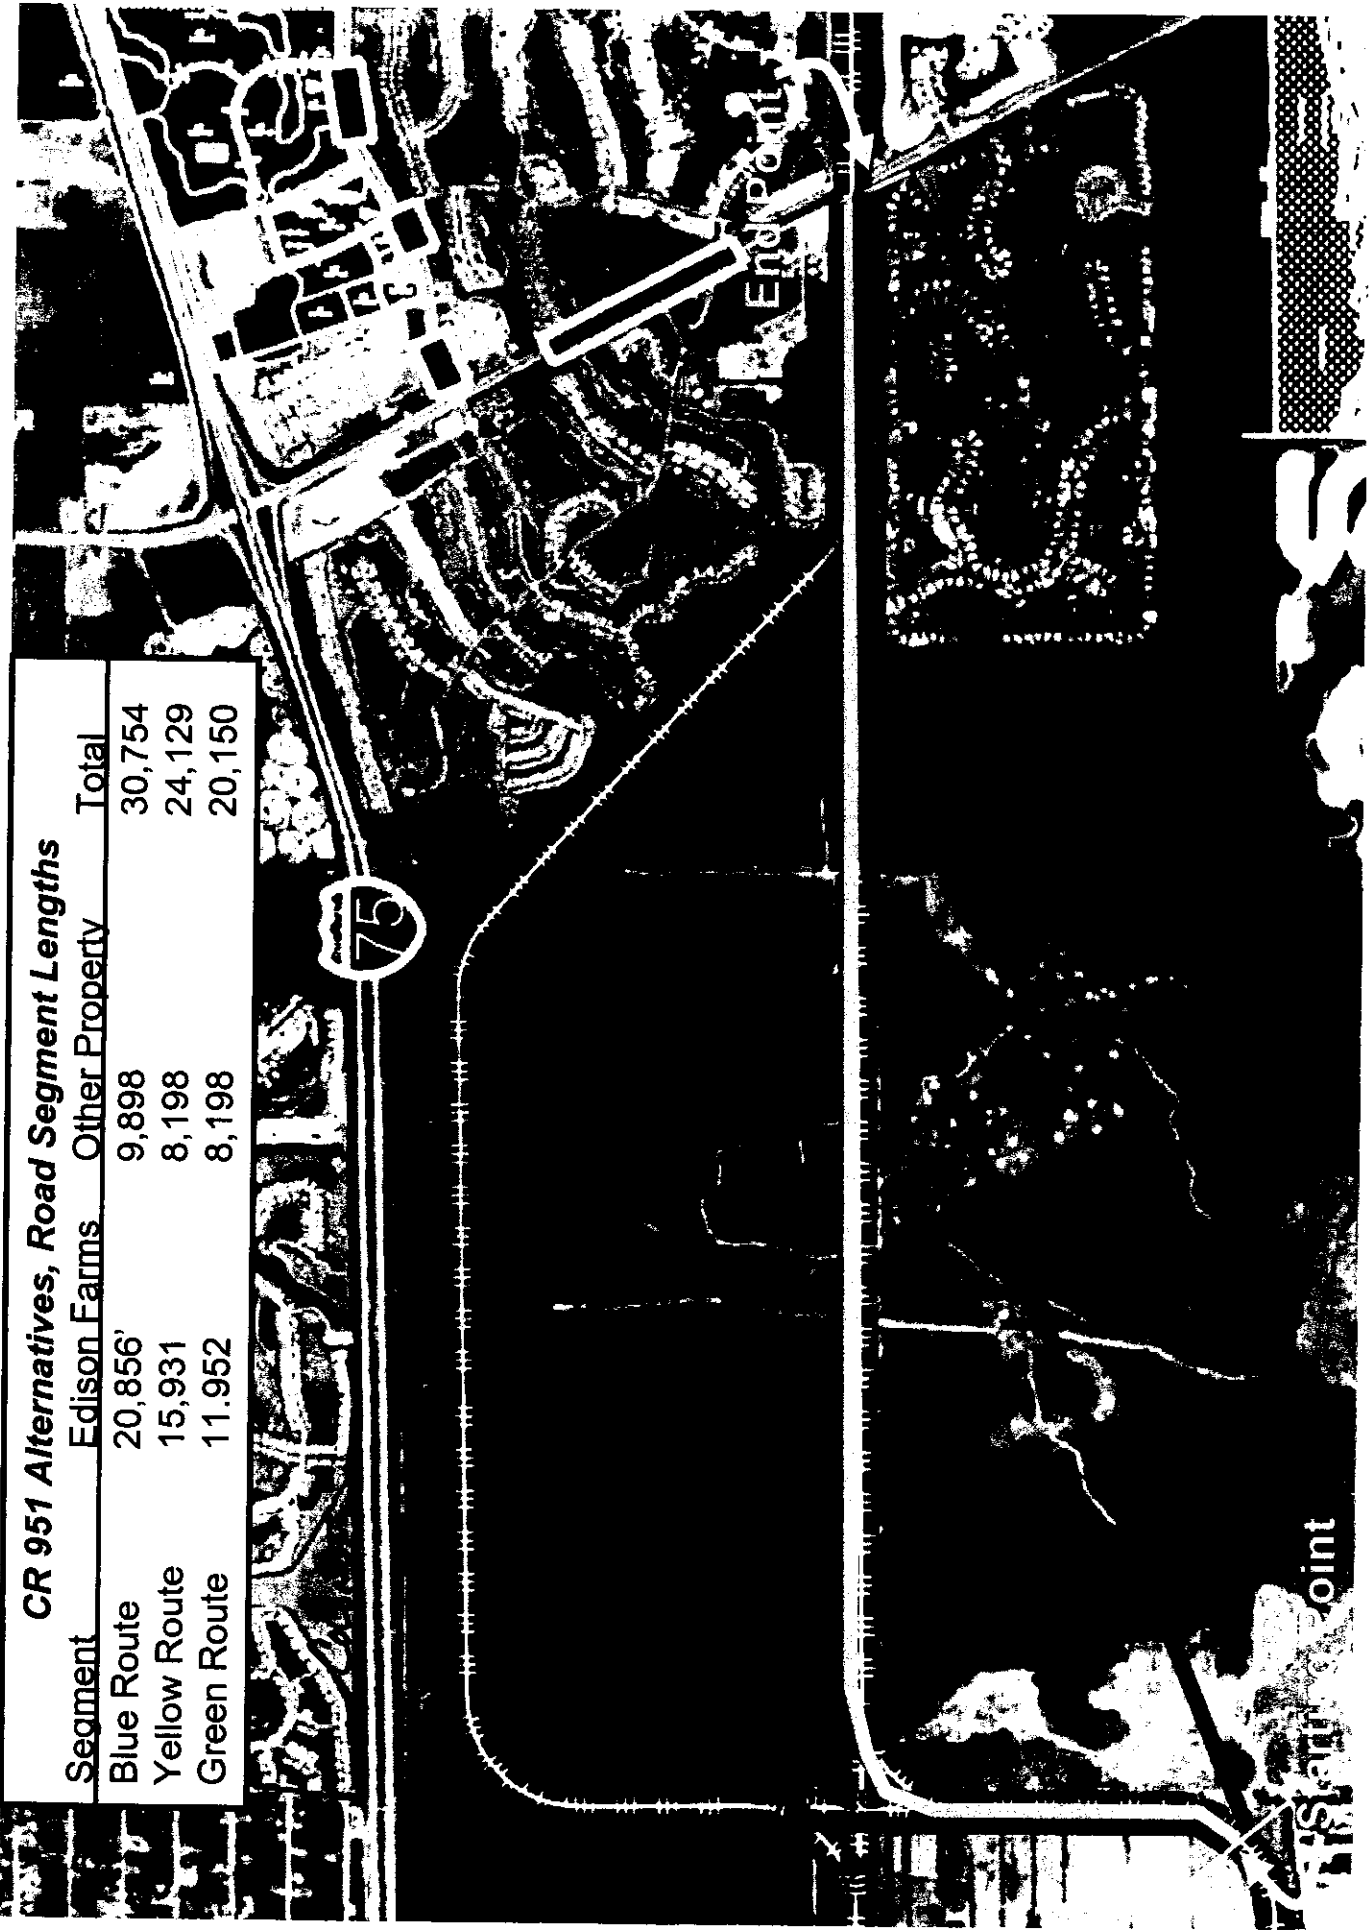 CR 951 Alternatives, Road Segment Lengths
Segment Edison Farms Other Property Total
Blue Route 20,856' 9,898 30,754
Yellow Route 15,931 8,198 24,129
Green Route 11.952 8,198 20,150
75
End Point
Start Point